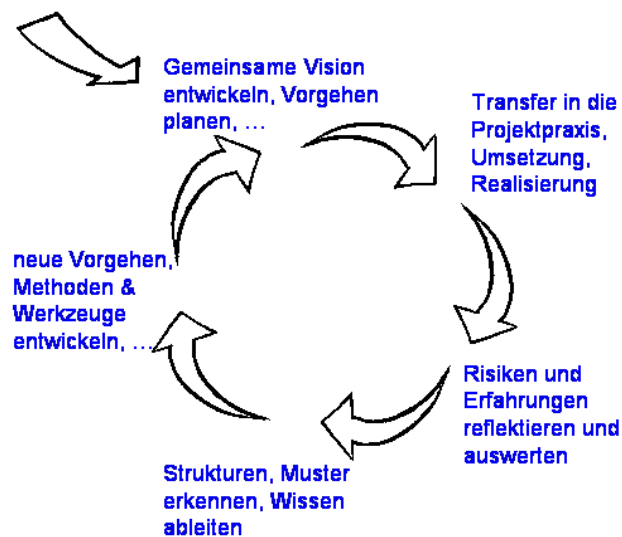 Gemeinsame Vision
entwickeln, Vorgehen
planen, ...
Transfer in die
Projektpraxis,
Umsetzung,
Realisierung
Risiken und
Erfahrungen
reflektieren und
auswerten
Strukturen, Muster
erkennen, Wissen
ableiten
neue Vorgehen,
Methoden &
Werkzeuge
entwickeln, ...